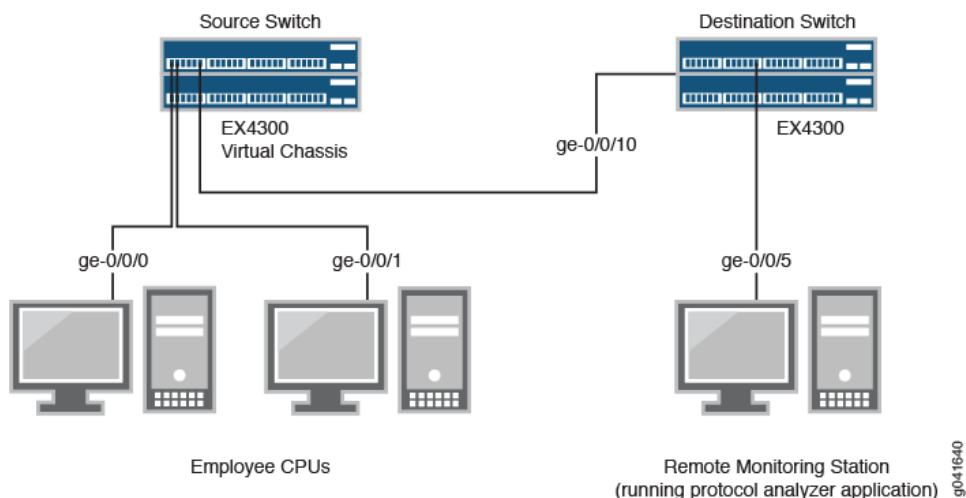 Source Switch
Destination Switch
EX4300
Virtual Chassis
EX4300
ge-0/0/10
ge-0/0/0
ge-0/0/1
ge-0/0/5
Employee CPUs
Remote Monitoring Station
(running protocol analyzer application)
g041640